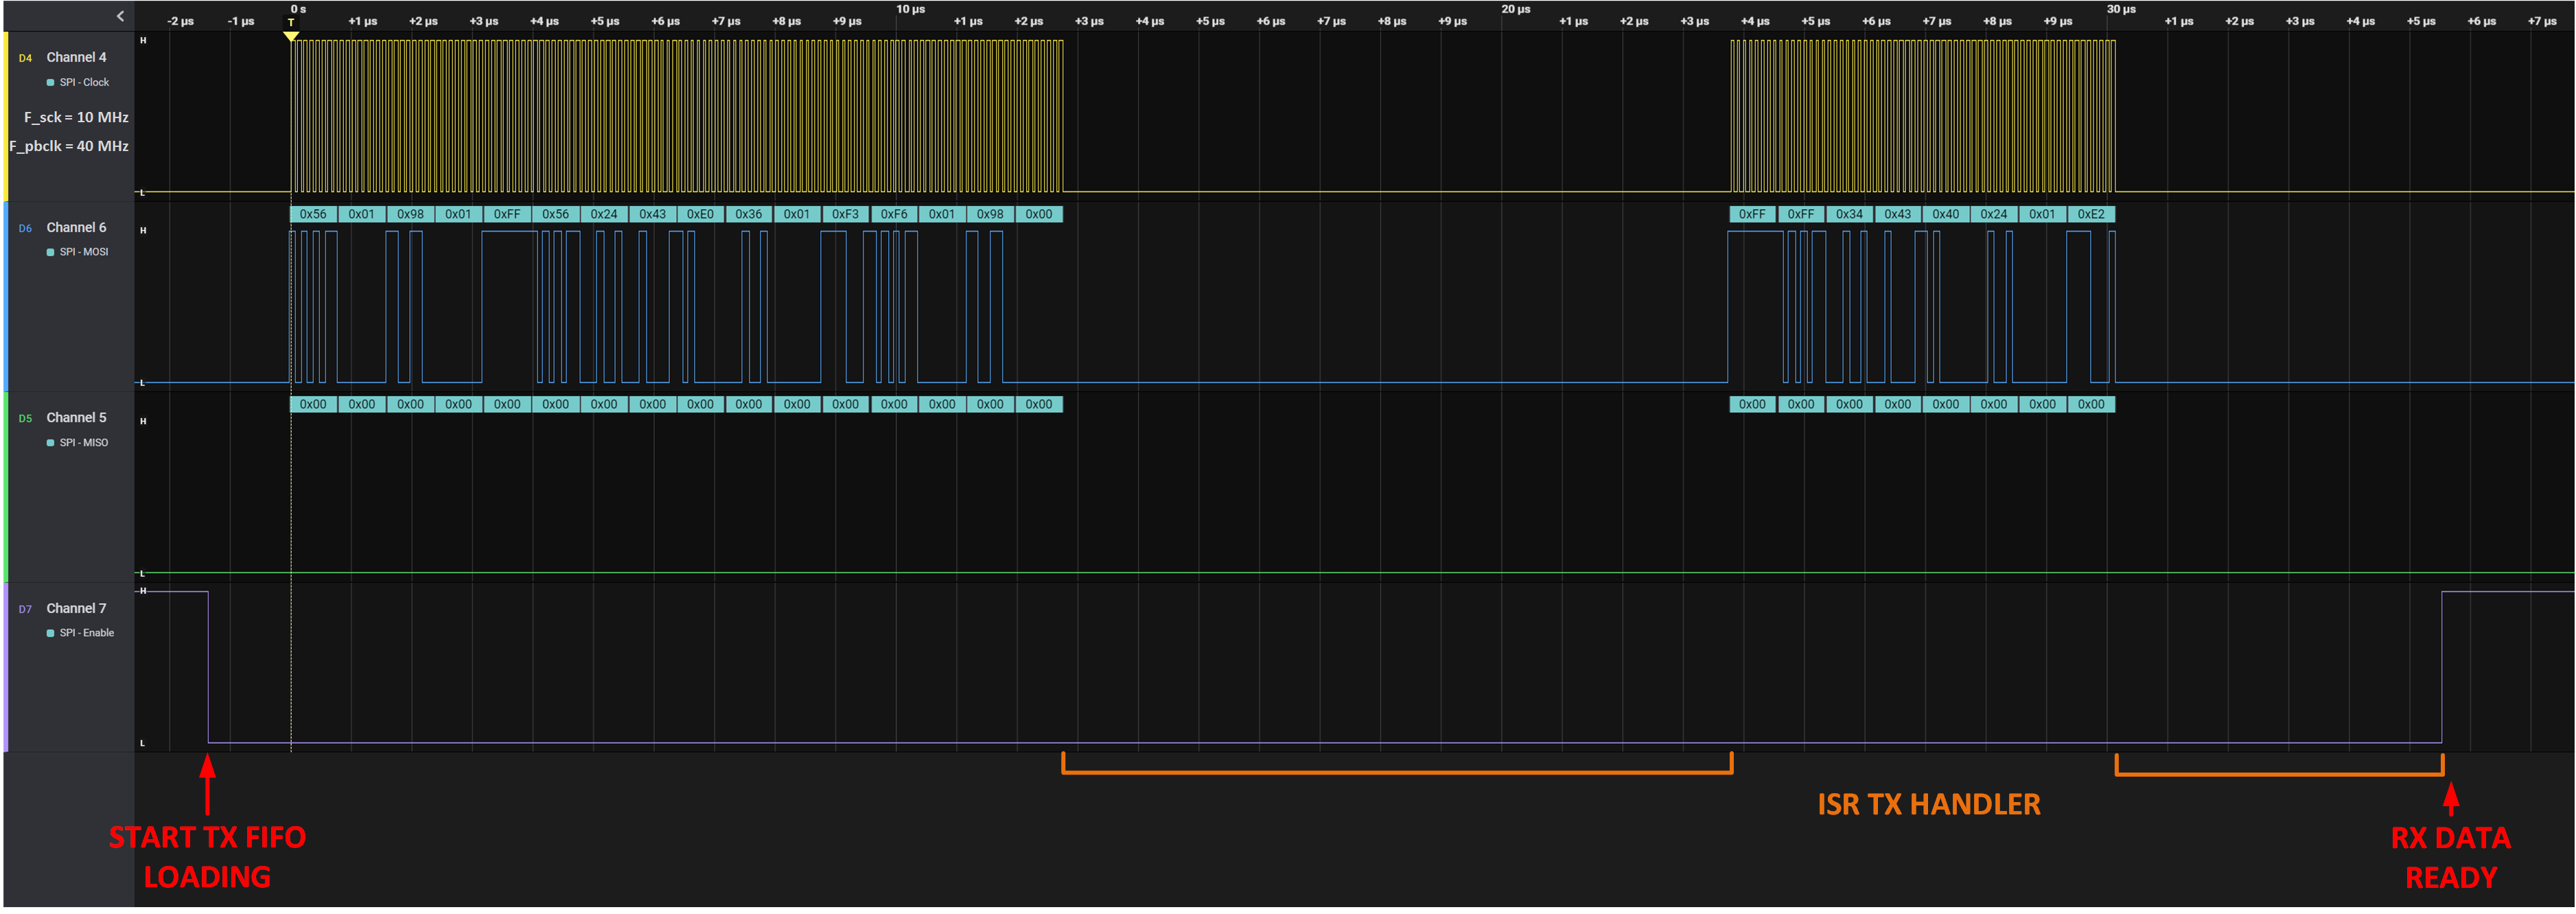 0 s 10 µs 20 µs 30 µs
-2 µs -1 µs T +1 µs +2 µs +3 µs +4 µs +5 µs +6 µs +7 µs +8 µs +9 µs +1 µs +2 µs +3 µs +4 µs +5 µs +6 µs +7 µs +8 µs +9 µs +1 µs +2 µs +3 µs +4 µs +5 µs +6 µs +7 µs +8 µs +9 µs +1 µs +2 µs +3 µs +4 µs +5 µs +6 µs +7 µs
H
D4 Channel 4
SPI - Clock
F_sck = 10 MHz
F_pbclk = 40 MHz
L
0x56 0x01 0x98 0x01 0xFF 0x56 0x24 0x43 0xE0 0x36 0x01 0xF3 0xF6 0x01 0x98 0x00 0xFF 0xFF 0x34 0x43 0x40 0x24 0x01 0xE2
D6 Channel 6 H
SPI - MOSI
L
0x00 0x00 0x00 0x00 0x00 0x00 0x00 0x00 0x00 0x00 0x00 0x00 0x00 0x00 0x00 0x00 0x00 0x00 0x00 0x00 0x00 0x00 0x00 0x00
D5 Channel 5 H
SPI - MISO
L
H
D7 Channel 7
SPI - Enable
L
START TX FIFO
LOADING
ISR TX HANDLER
RX DATA
READY